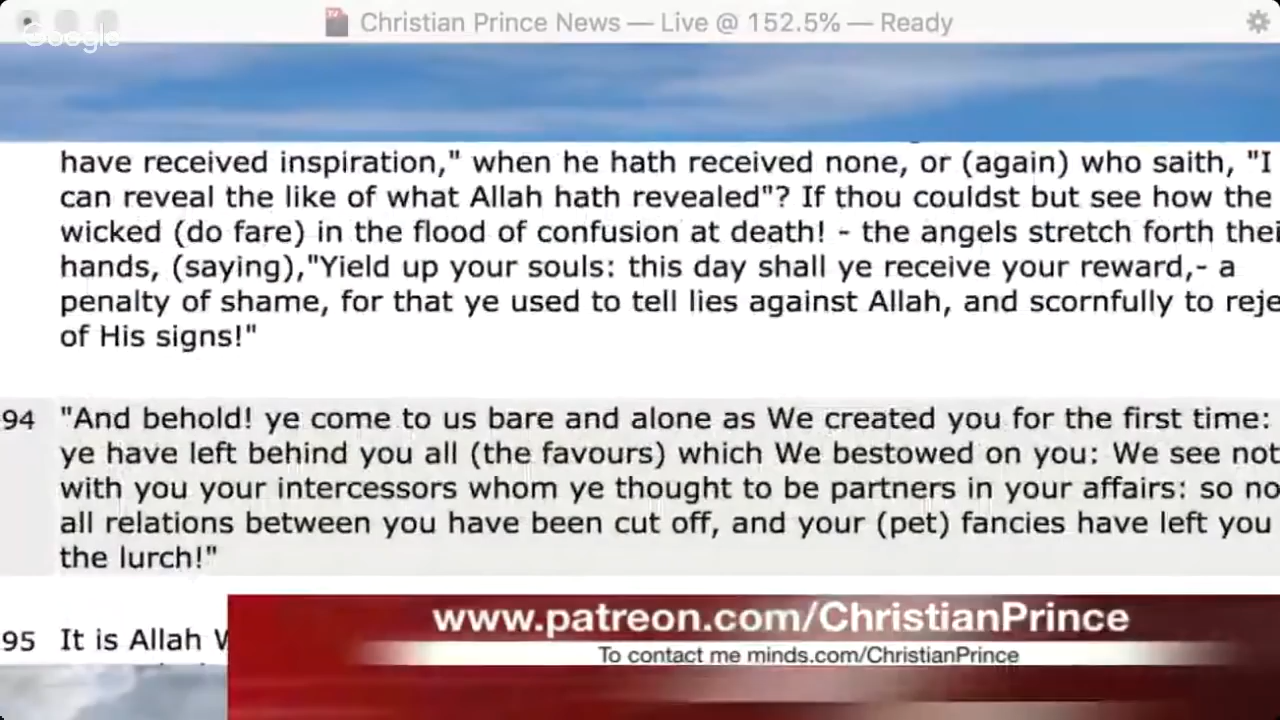 Christian Prince News — Live @ 152.5% — Ready
Google
have received inspiration," when he hath received none, or (again) who saith, "I
can reveal the like of what Allah hath revealed"? If thou couldst but see how the
wicked (do fare) in the flood of confusion at death! - the angels stretch forth thei
hands, (saying),"Yield up your souls: this day shall ye receive your reward,- a
penalty of shame, for that ye used to tell lies against Allah, and scornfully to reje
of His signs!"
94 "And behold! ye come to us bare and alone as We created you for the first time:
ye have left behind you all (the favours) which We bestowed on you: We see not
with you your intercessors whom ye thought to be partners in your affairs: so no
all relations between you have been cut off, and your (pet) fancies have left you
the lurch!"
95 It is Allah W
www.patreon.com/ChristianPrince
To contact me minds.com/ChristianPrince